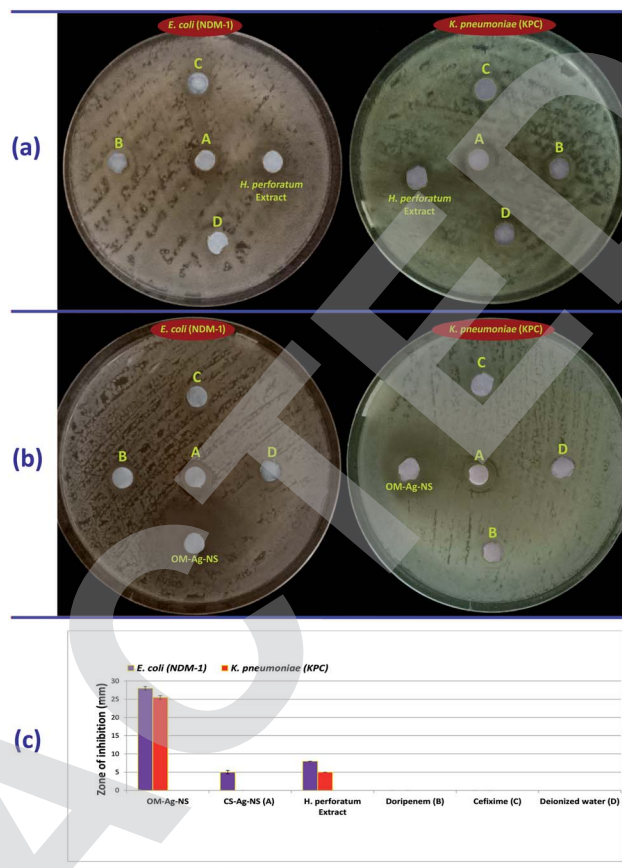 (a)
E. coli (NDM-1)
C
B
A
H. perforatum
Extract
D
K. pneumoniae (KPC)
C
A
B
H. perforatum
Extract
D
(b)
E. coli (NDM-1)
C
B
A
D
OM-Ag-NS
K. pneumoniae (KPC)
C
A
D
OM-Ag-NS
B
(c)
E. coli (NDM-1) K. pneumoniae (KPC)
Zone of inhibition (mm)
30
25
20
15
10
5
0
OM-Ag-NS CS-Ag-NS (A) H. perforatum Doripenem (B) Cefixime (C) Deionized water (D)
Extract